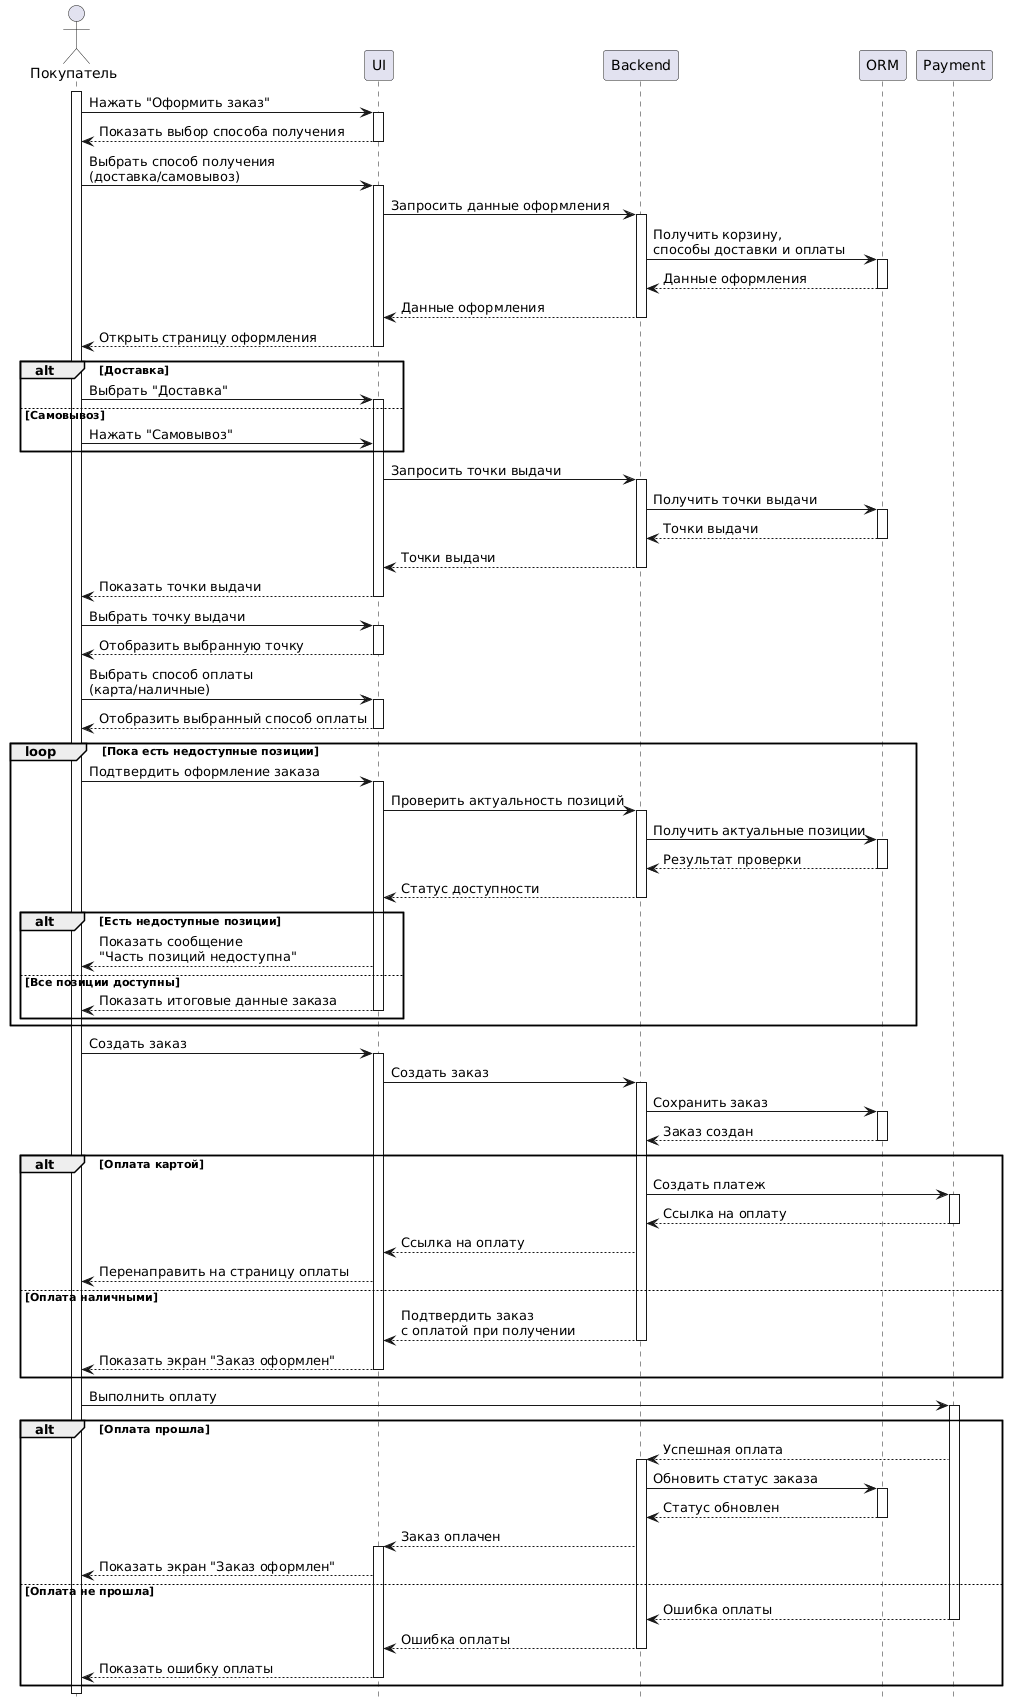 Покупатель
UI
Backend
ORM
Payment
Нажать "Оформить заказ"
Показать выбор способа получения
Выбрать способ получения
(доставка/самовывоз)
Запросить данные оформления
Получить корзину,
способы доставки и оплаты
Данные оформления
Данные оформления
Открыть страницу оформления
alt
[Доставка]
Выбрать "Доставка"
[Самовывоз]
Нажать "Самовывоз"
Запросить точки выдачи
Получить точки выдачи
Точки выдачи
Точки выдачи
Показать точки выдачи
Выбрать точку выдачи
Отобразить выбранную точку
Выбрать способ оплаты
(карта/наличные)
Отобразить выбранный способ оплаты
loop
[Пока есть недоступные позиции]
Подтвердить оформление заказа
Проверить актуальность позиций
Получить актуальные позиции
Результат проверки
Статус доступности
alt
[Есть недоступные позиции]
Показать сообщение
"Часть позиций недоступна"
[Все позиции доступны]
Показать итоговые данные заказа
Создать заказ
Создать заказ
Сохранить заказ
Заказ создан
alt
[Оплата картой]
Создать платеж
Ссылка на оплату
Ссылка на оплату
Перенаправить на страницу оплаты
[Оплата наличными]
Подтвердить заказ
с оплатой при получении
Показать экран "Заказ оформлен"
Выполнить оплату
alt
[Оплата прошла]
Успешная оплата
Обновить статус заказа
Статус обновлен
Заказ оплачен
Показать экран "Заказ оформлен"
[Оплата не прошла]
Ошибка оплаты
Ошибка оплаты
Показать ошибку оплаты